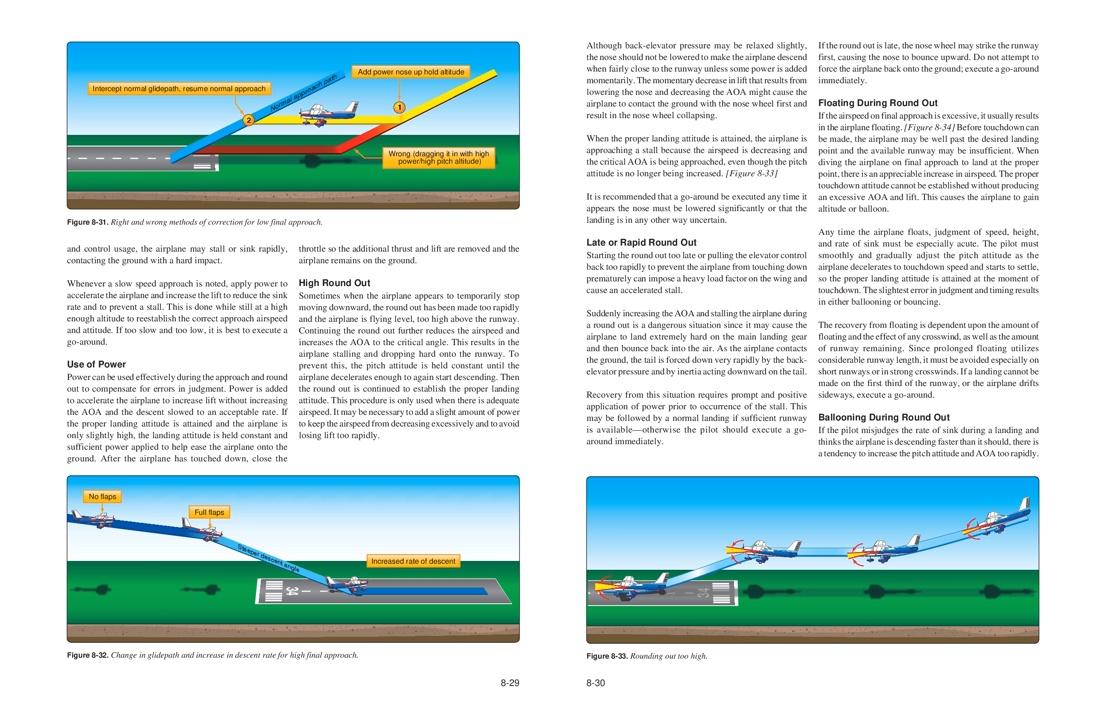 Add power nose up hold altitude
Intercept normal glidepath, resume normal approach
Normal approach path
1
2
Wrong (dragging it in with high
power/high pitch altitude)
Figure 8-31. Right and wrong methods of correction for low final approach.
and control usage, the airplane may stall or sink rapidly,
contacting the ground with a hard impact.
Whenever a slow speed approach is noted, apply power to
accelerate the airplane and increase the lift to reduce the sink
rate and to prevent a stall. This is done while still at a high
enough altitude to reestablish the correct approach airspeed
and attitude. If too slow and too low, it is best to execute a
go-around.
Use of Power
Power can be used effectively during the approach and round
out to compensate for errors in judgment. Power is added
to accelerate the airplane to increase lift without increasing
the AOA and the descent slowed to an acceptable rate. If
the proper landing attitude is attained and the airplane is
only slightly high, the landing attitude is held constant and
sufficient power applied to help ease the airplane onto the
ground. After the airplane has touched down, close the
throttle so the additional thrust and lift are removed and the
airplane remains on the ground.
High Round Out
Sometimes when the airplane appears to temporarily stop
moving downward, the round out has been made too rapidly
and the airplane is flying level, too high above the runway.
Continuing the round out further reduces the airspeed and
increases the AOA to the critical angle. This results in the
airplane stalling and dropping hard onto the runway. To
prevent this, the pitch attitude is held constant until the
airplane decelerates enough to again start descending. Then
the round out is continued to establish the proper landing
attitude. This procedure is only used when there is adequate
airspeed. It may be necessary to add a slight amount of power
to keep the airspeed from decreasing excessively and to avoid
losing lift too rapidly.
No flaps
Full flaps
Steeper descent angle
Increased rate of descent
34
Figure 8-32. Change in glidepath and increase in descent rate for high final approach.
8-29
Although back-elevator pressure may be relaxed slightly,
the nose should not be lowered to make the airplane descend
when fairly close to the runway unless some power is added
momentarily. The momentary decrease in lift that results from
lowering the nose and decreasing the AOA might cause the
airplane to contact the ground with the nose wheel first and
result in the nose wheel collapsing.
When the proper landing attitude is attained, the airplane is
approaching a stall because the airspeed is decreasing and
the critical AOA is being approached, even though the pitch
attitude is no longer being increased. [Figure 8-33]
It is recommended that a go-around be executed any time it
appears the nose must be lowered significantly or that the
landing is in any other way uncertain.
Late or Rapid Round Out
Starting the round out too late or pulling the elevator control
back too rapidly to prevent the airplane from touching down
prematurely can impose a heavy load factor on the wing and
cause an accelerated stall.
Suddenly increasing the AOA and stalling the airplane during
a round out is a dangerous situation since it may cause the
airplane to land extremely hard on the main landing gear
and then bounce back into the air. As the airplane contacts
the ground, the tail is forced down very rapidly by the back-
elevator pressure and by inertia acting downward on the tail.
Recovery from this situation requires prompt and positive
application of power prior to occurrence of the stall. This
may be followed by a normal landing if sufficient runway
is available—otherwise the pilot should execute a go-
around immediately.
If the round out is late, the nose wheel may strike the runway
first, causing the nose to bounce upward. Do not attempt to
force the airplane back onto the ground; execute a go-around
immediately.
Floating During Round Out
If the airspeed on final approach is excessive, it usually results
in the airplane floating. [Figure 8-34] Before touchdown can
be made, the airplane may be well past the desired landing
point and the available runway may be insufficient. When
diving the airplane on final approach to land at the proper
point, there is an appreciable increase in airspeed. The proper
touchdown attitude cannot be established without producing
an excessive AOA and lift. This causes the airplane to gain
altitude or balloon.
Any time the airplane floats, judgment of speed, height,
and rate of sink must be especially acute. The pilot must
smoothly and gradually adjust the pitch attitude as the
airplane decelerates to touchdown speed and starts to settle,
so the proper landing attitude is attained at the moment of
touchdown. The slightest error in judgment and timing results
in either ballooning or bouncing.
The recovery from floating is dependent upon the amount of
floating and the effect of any crosswind, as well as the amount
of runway remaining. Since prolonged floating utilizes
considerable runway length, it must be avoided especially on
short runways or in strong crosswinds. If a landing cannot be
made on the first third of the runway, or the airplane drifts
sideways, execute a go-around.
Ballooning During Round Out
If the pilot misjudges the rate of sink during a landing and
thinks the airplane is descending faster than it should, there is
a tendency to increase the pitch attitude and AOA too rapidly.
34
Figure 8-33. Rounding out too high.
8-30